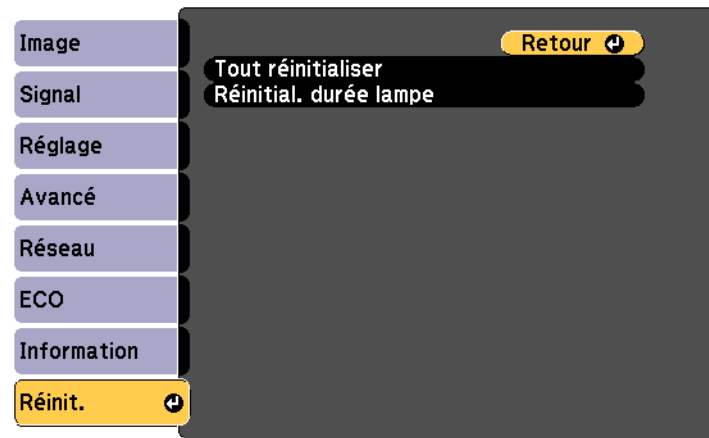 Image
Signal
Réglage
Avancé
Réseau
ECO
Information
Réinit.
Retour
Tout réinitialiser
Réinitial. durée lampe